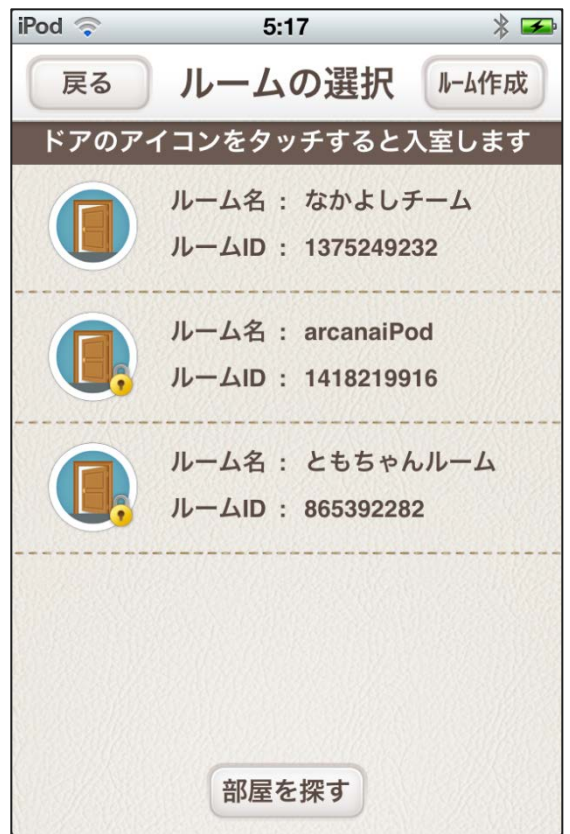 iPod 5:17
戻る ルームの選択 ﾙｰﾑ作成
ドアのアイコンをタッチすると入室します
ルーム名 : なかよしチーム
ルームID : 1375249232
ルーム名 : arcanaiPod
ルームID : 1418219916
ルーム名 : ともちゃんルーム
ルームID : 865392282
部屋を探す